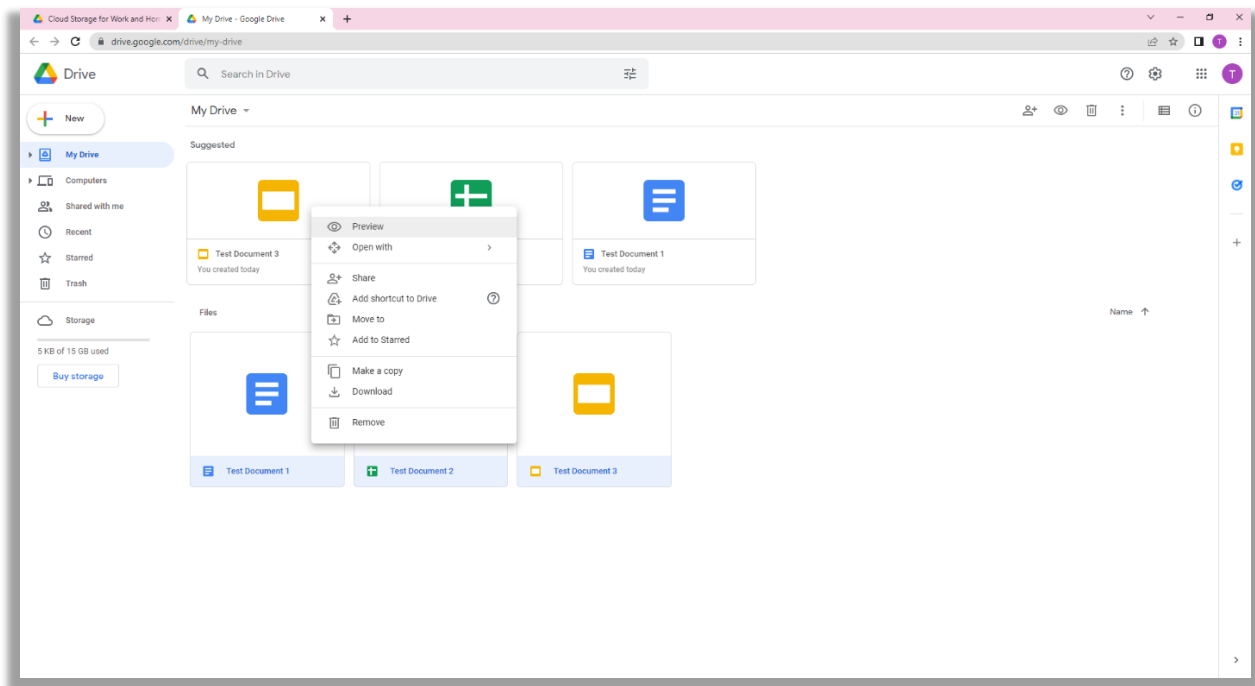 Cloud Storage for Work and Hom
My Drive - Google Drive
drive.google.com/drive/my-drive
T
Drive
Search in Drive
T
New
My Drive
My Drive
Computers
Shared with me
Recent
Starred
Trash
Storage
5 KB of 15 GB used
Buy storage
Suggested
Test Document 3
You created today
Test Document 1
You created today
Preview
Open with
Share
Add shortcut to Drive
Move to
Add to Starred
Make a copy
Download
Remove
Files
Name
Test Document 1
Test Document 2
Test Document 3
31